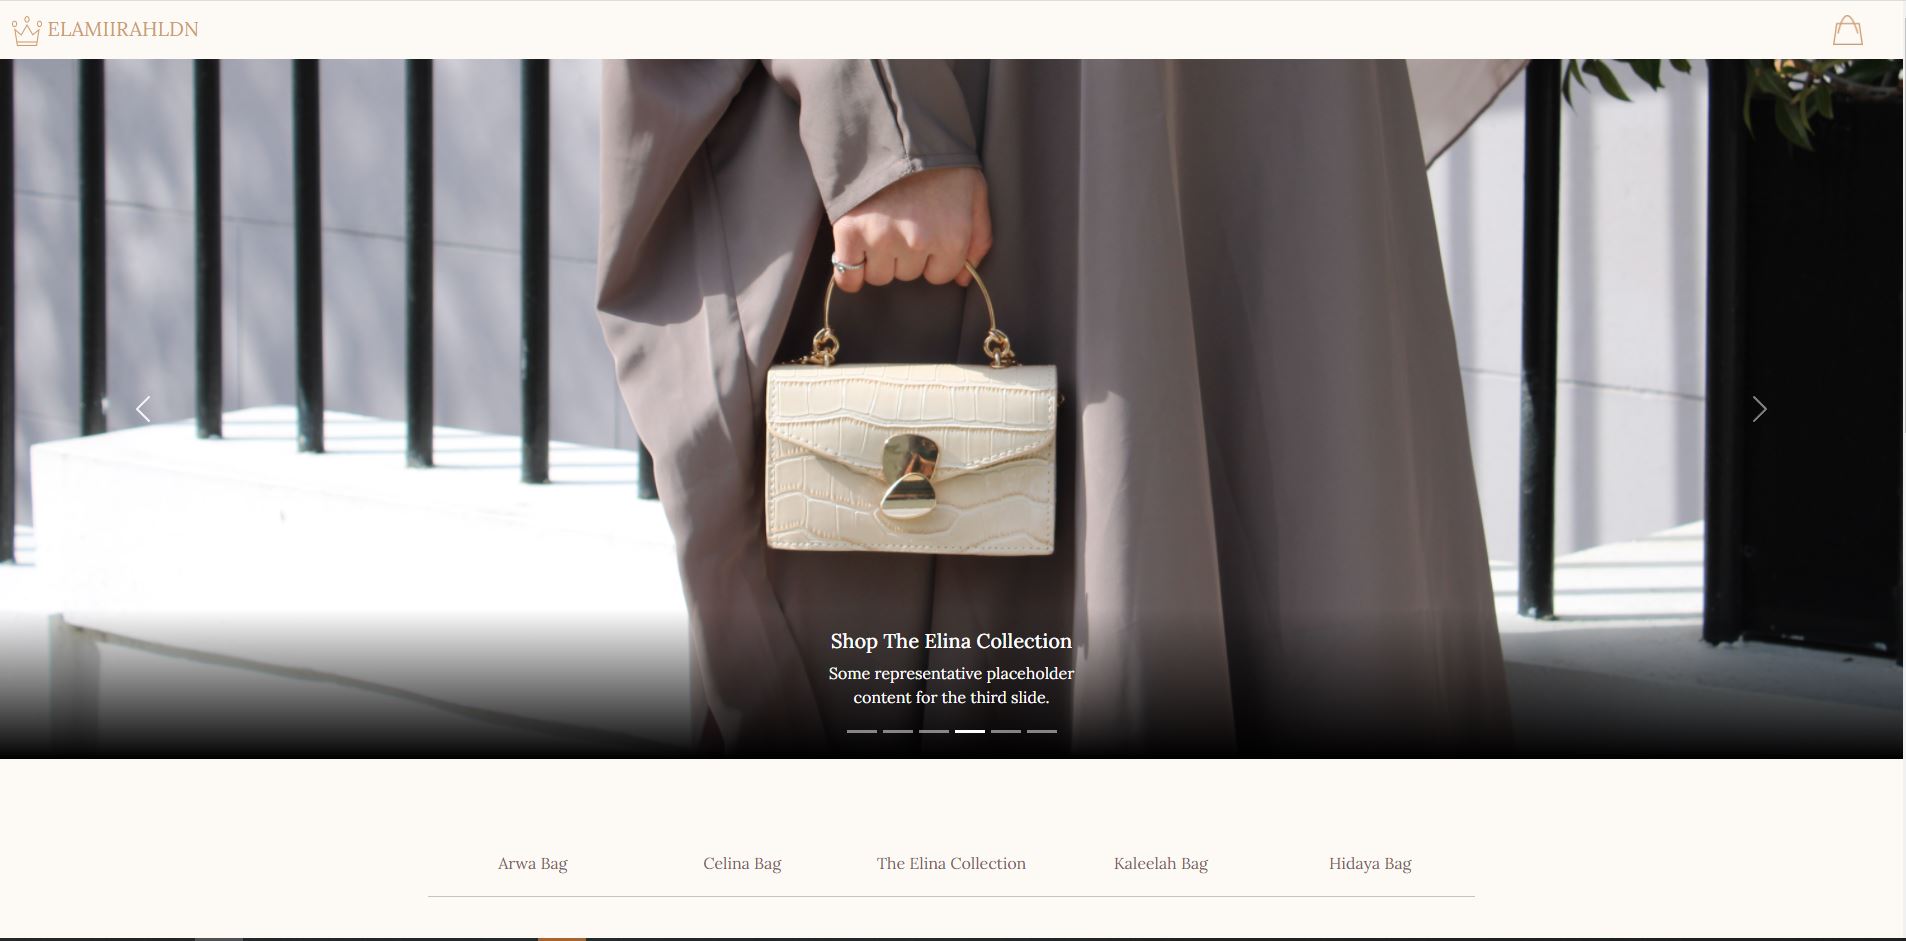 ELAMIIRAHLDN
Shop The Elina Collection
Some representative placeholder
content for the third slide.
Arwa Bag
Celina Bag
The Elina Collection
Kaleelah Bag
Hidaya Bag